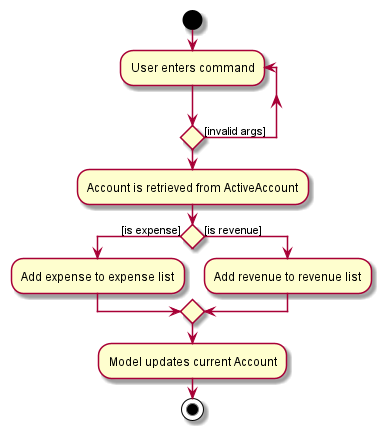 User enters command
[invalid args]
Account is retrieved from ActiveAccount
[is expense]
[is revenue]
Add expense to expense list
Add revenue to revenue list
Model updates current Account